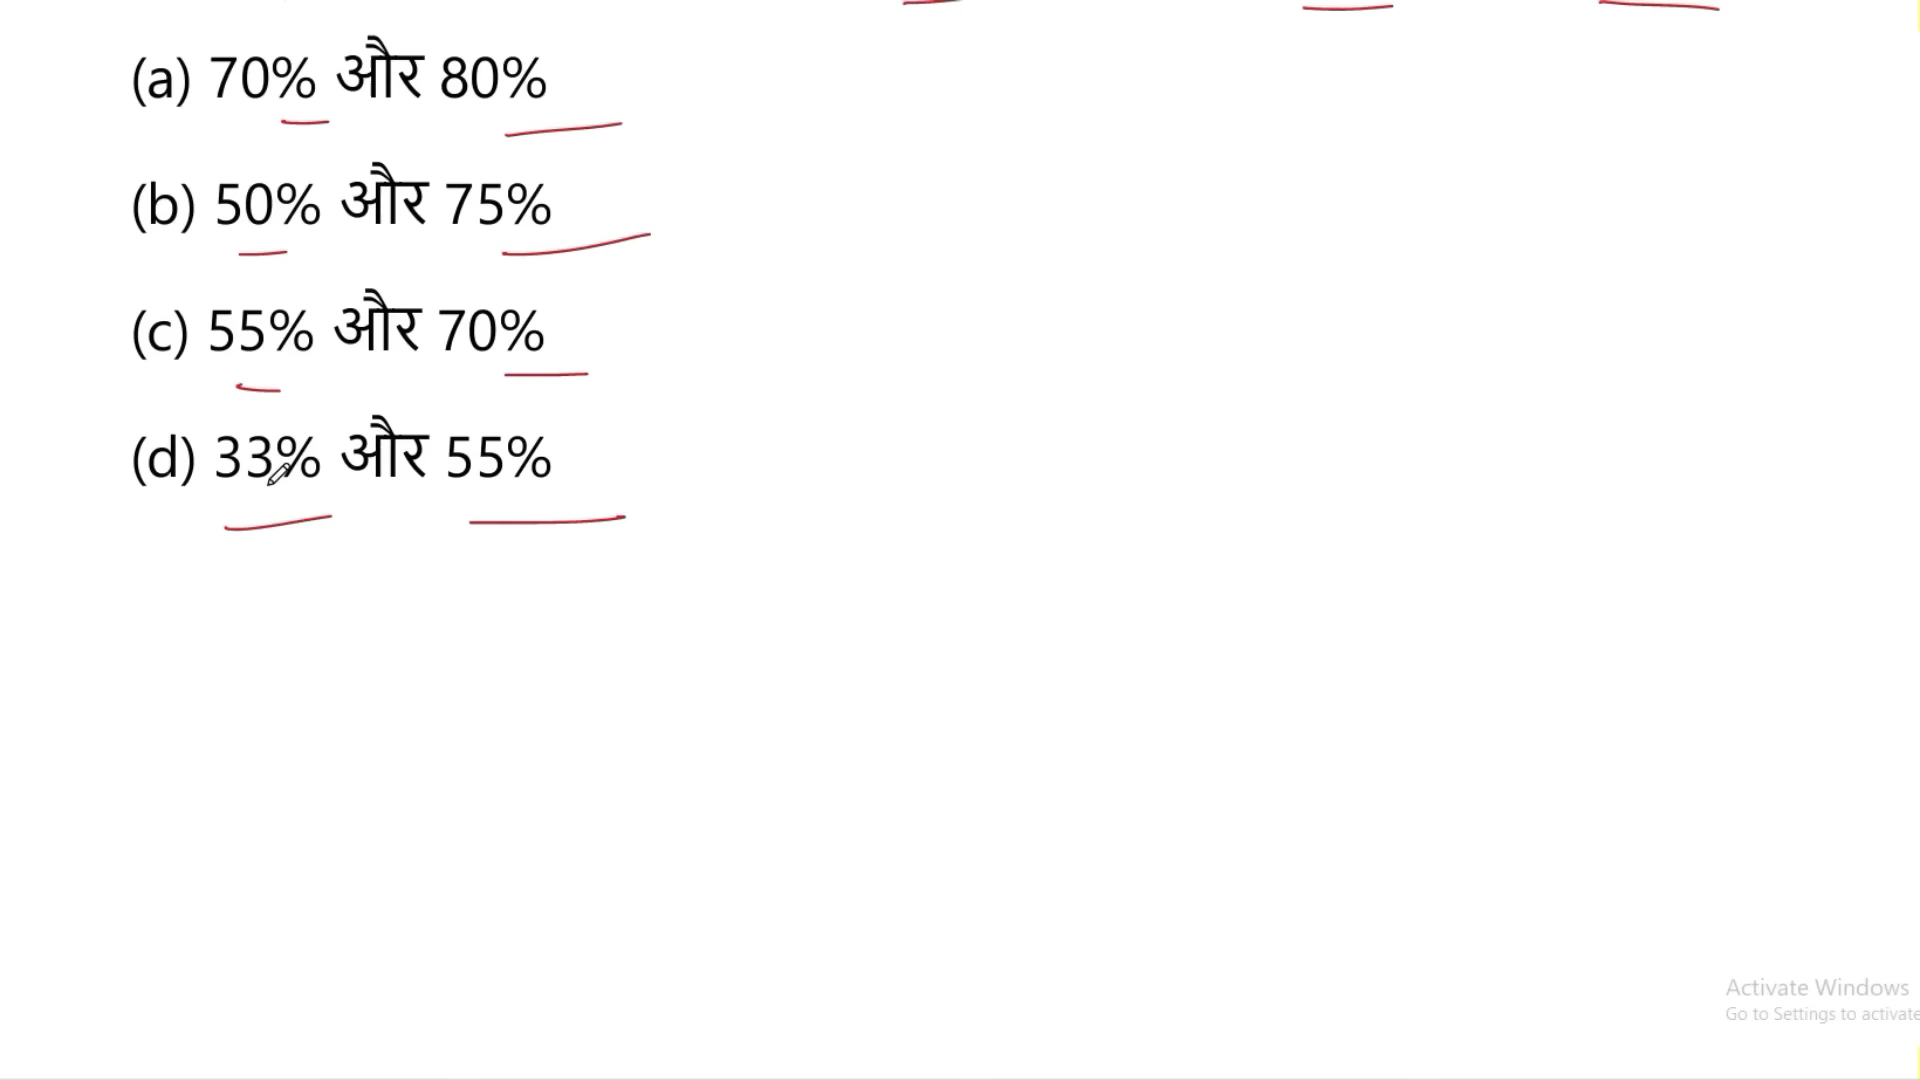 (a) 70% और 80%
(b) 50% और 75%
(c) 55% और 70%
(d) 33% और 55%
Activate Windows
Go to Settings to activate